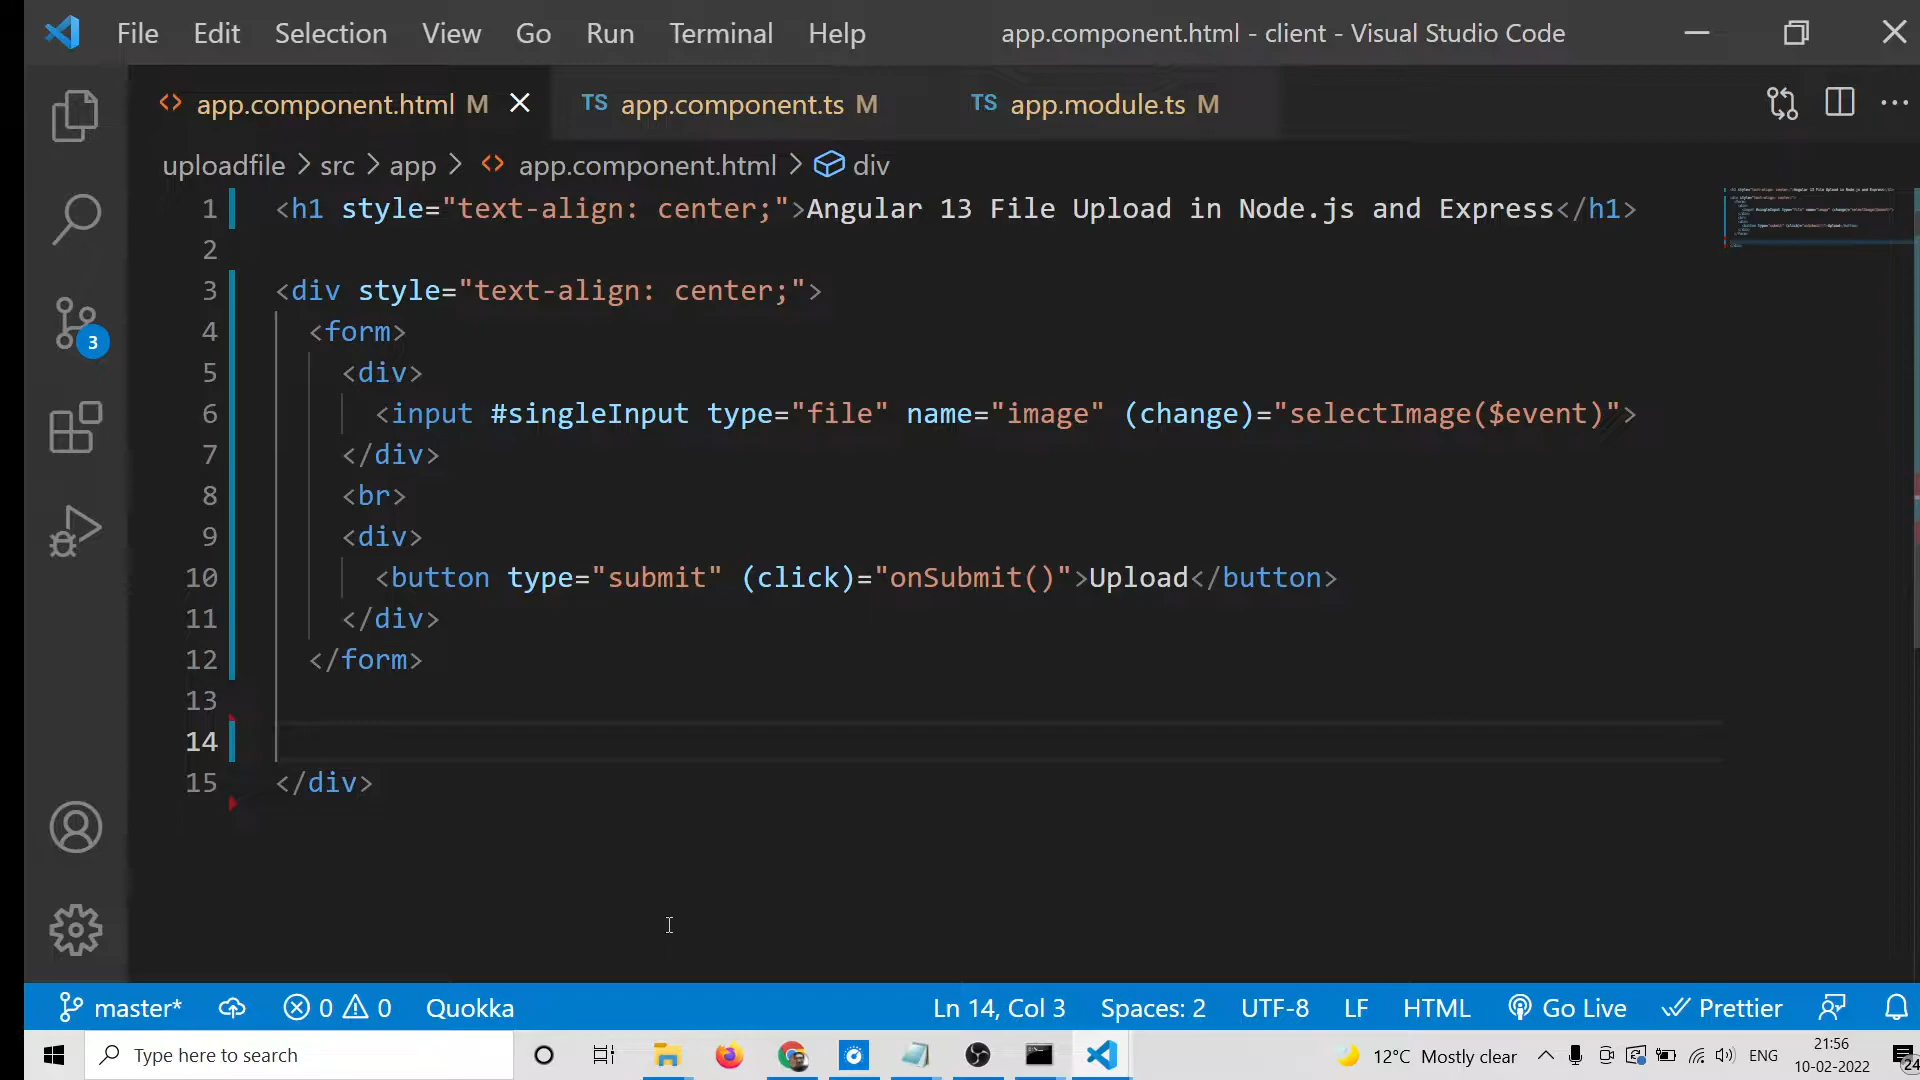 File Edit Selection View Go Run Terminal Help app.component.html - client - Visual Studio Code
app.component.html M TS app.component.ts M TS app.module.ts M
uploadfile > src > app > app.component.html > div
1 <h1 style="text-align: center;">Angular 13 File Upload in Node.js and Express</h1>
2
3 <div style="text-align: center;">
4 <form>
5 <div>
6 <input #singleInput type="file" name="image" (change)="selectImage($event)">
7 </div>
8 <br>
9 <div>
10 <button type="submit" (click)="onSubmit()">Upload</button>
11 </div>
12 </form>
13
14
15 </div>
3
master* 0 0 Quokka Ln 14, Col 3 Spaces: 2 UTF-8 LF HTML Go Live Prettier
Type here to search 12°C Mostly clear ENG 21:56
10-02-2022 24